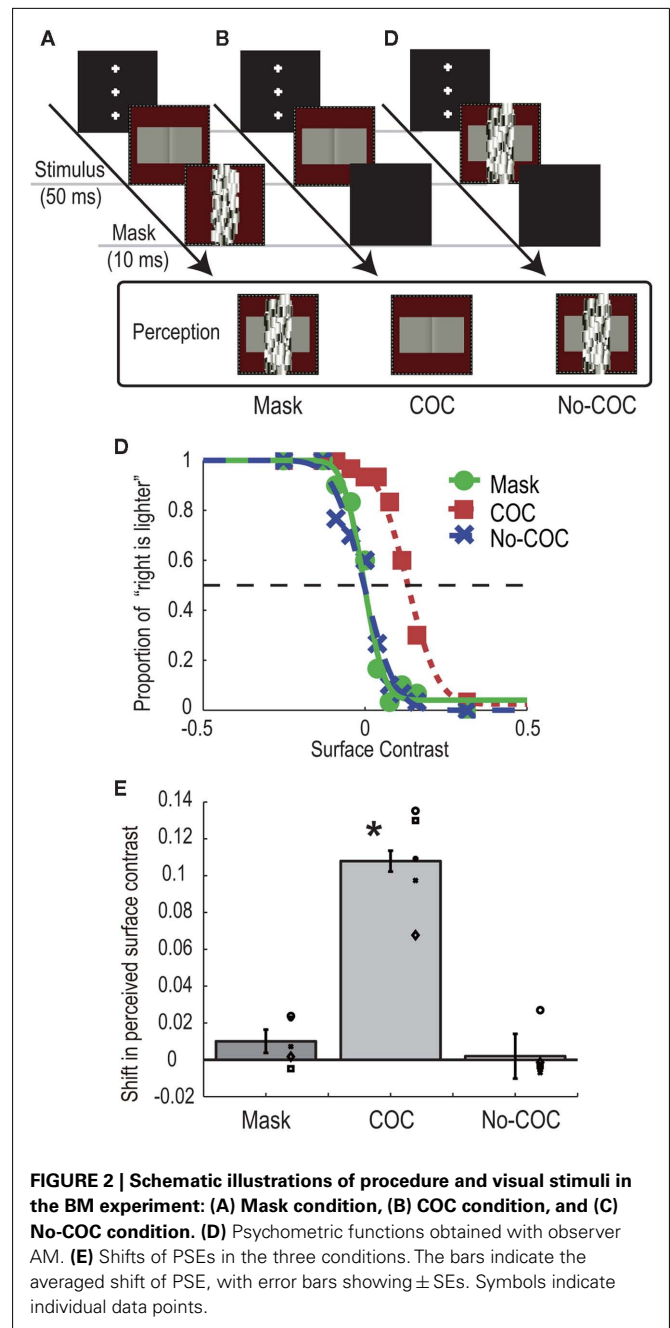 A B D
Stimulus
(50 ms)
Mask
(10 ms)
Perception
Mask COC No-COC
D
1
0.8
0.6
0.4
0.2
0
-0.5 0 0.5
Proportion of “right is lighter”
Surface Contrast
Mask
COC
No-COC
E
0.14
0.12
0.1
0.08
0.06
0.04
0.02
0
-0.02
Shift in perceived surface contrast
*
Mask COC No-COC
FIGURE 2 | Schematic illustrations of procedure and visual stimuli in
the BM experiment: (A) Mask condition, (B) COC condition, and (C)
No-COC condition. (D) Psychometric functions obtained with observer
AM. (E) Shifts of PSEs in the three conditions. The bars indicate the
averaged shift of PSE, with error bars showing ± SEs. Symbols indicate
individual data points.